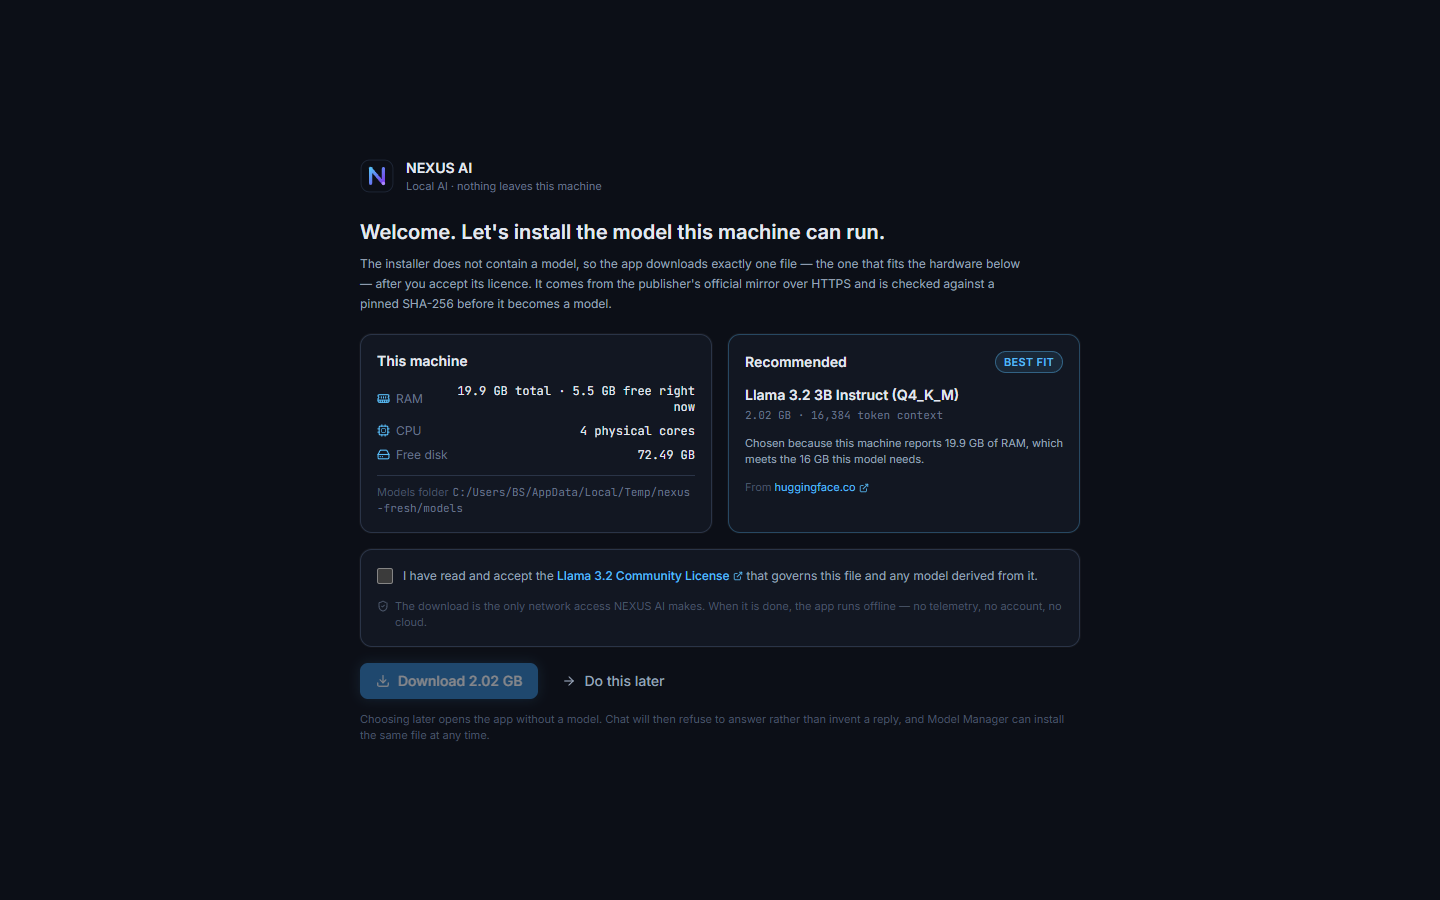 N
NEXUS AI
Local AI · nothing leaves this machine
Welcome. Let's install the model this machine can run.
The installer does not contain a model, so the app downloads exactly one file — the one that fits the hardware below
— after you accept its licence. It comes from the publisher's official mirror over HTTPS and is checked against a
pinned SHA-256 before it becomes a model.
This machine
RAM 19.9 GB total · 5.5 GB free right
now
CPU 4 physical cores
Free disk 72.49 GB
Models folder C:/Users/BS/AppData/Local/Temp/nexus
-fresh/models
Recommended BEST FIT
Llama 3.2 3B Instruct (Q4_K_M)
2.02 GB · 16,384 token context
Chosen because this machine reports 19.9 GB of RAM, which
meets the 16 GB this model needs.
From huggingface.co
I have read and accept the Llama 3.2 Community License that governs this file and any model derived from it.
The download is the only network access NEXUS AI makes. When it is done, the app runs offline — no telemetry, no account, no
cloud.
Download 2.02 GB
Do this later
Choosing later opens the app without a model. Chat will then refuse to answer rather than invent a reply, and Model Manager can install
the same file at any time.